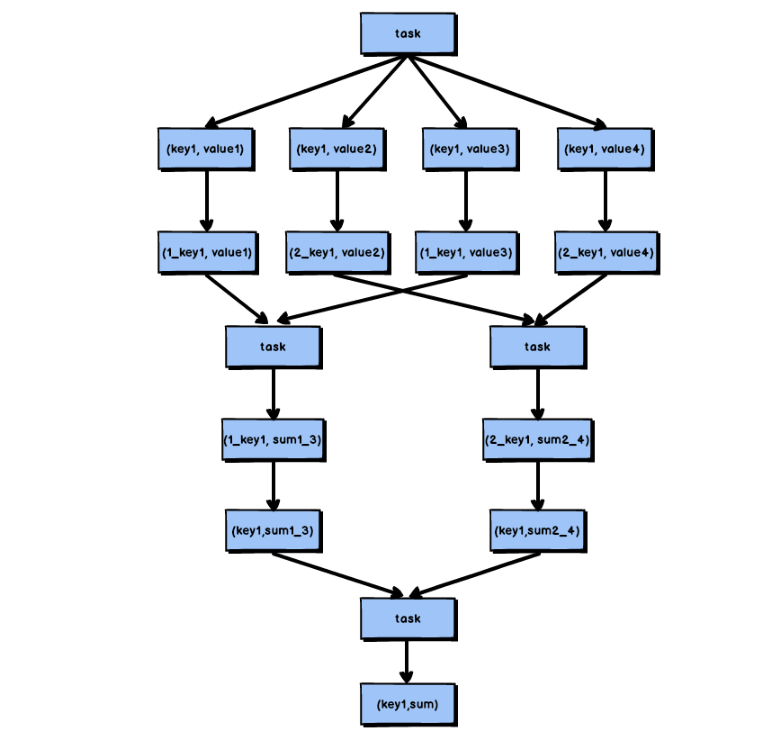 task
(key1, value1)
(key1, value2)
(key1, value3)
(key1, value4)
(1_key1, value1)
(2_key1, value2)
(1_key1, value3)
(2_key1, value4)
task
task
(1_key1, sum1_3)
(2_key1, sum2_4)
(key1,sum1_3)
(key1,sum2_4)
task
(key1,sum)